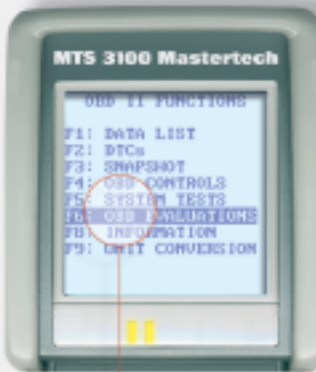 MTS 3100 Mastertech
OBD II FUNCTIONS
F1: DATA LIST
F2: DTCs
F3: SNAPSHOT
F4: OBD CONTROLS
F5: SYSTEM TESTS
F6: OBD EVALUATIONS
F8: INFORMATION
F9: UNIT CONVERSION